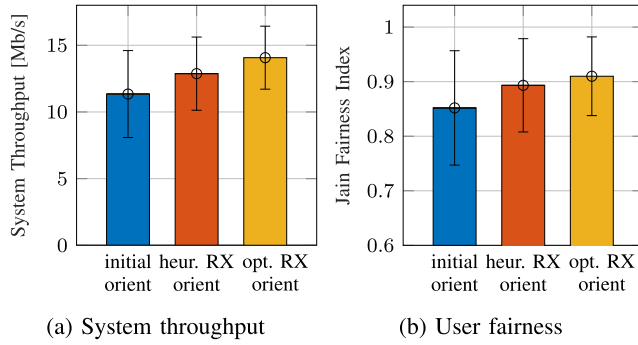 System Throughput [Mb/s]
15
10
5
0
initial
orient
heur. RX
orient
opt. RX
orient
(a) System throughput
Jain Fairness Index
1
0.9
0.8
0.7
0.6
initial
orient
heur. RX
orient
opt. RX
orient
(b) User fairness